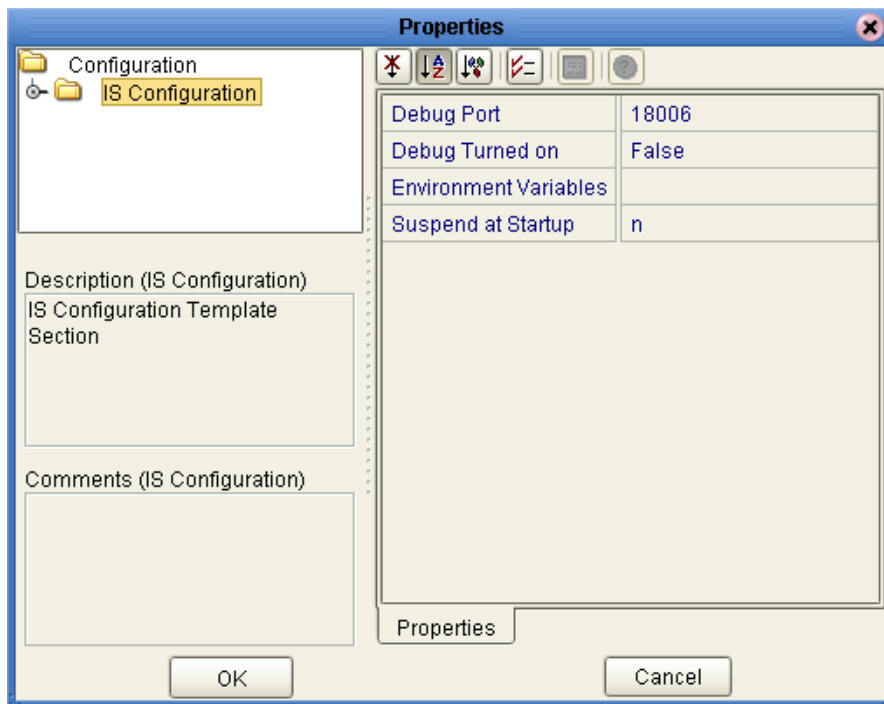 Properties
Configuration
IS Configuration
Debug Port 18006
Debug Turned on False
Environment Variables
Suspend at Startup n
Description (IS Configuration)
IS Configuration Template
Section
Comments (IS Configuration)
Properties
OK
Cancel